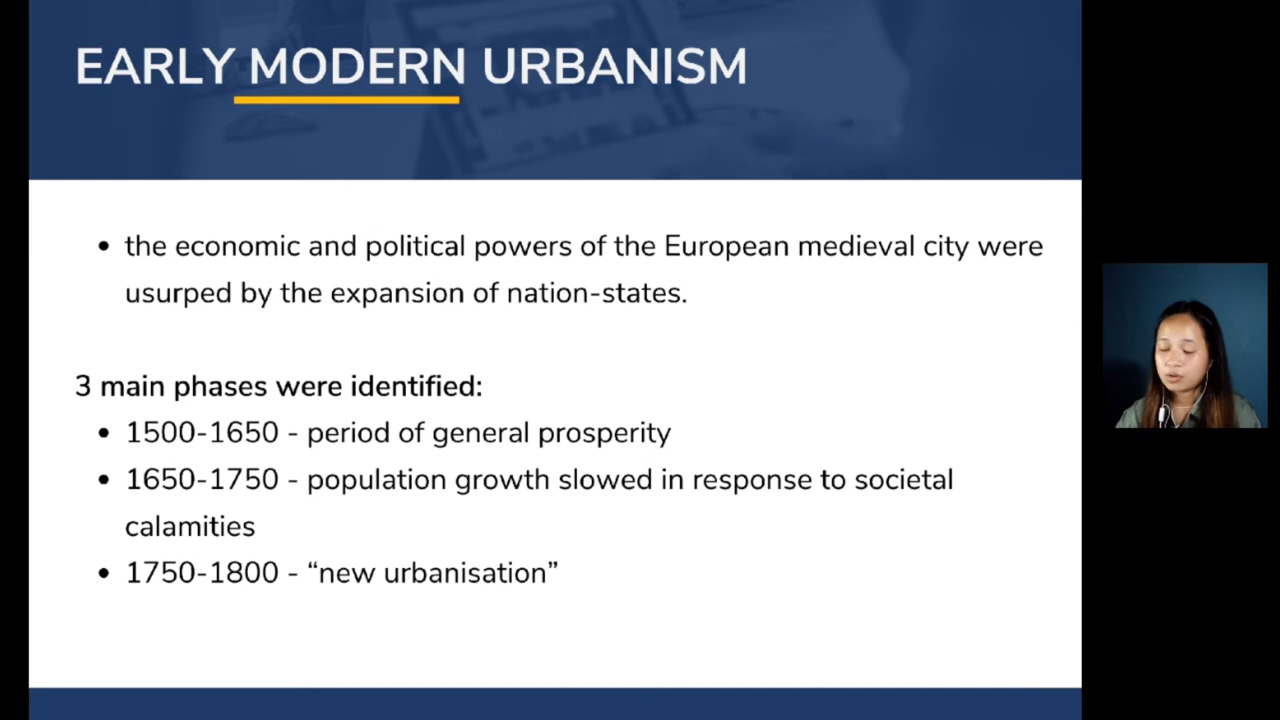 EARLY MODERN URBANISM
• the economic and political powers of the European medieval city were
usurped by the expansion of nation-states.
3 main phases were identified:
• 1500-1650 - period of general prosperity
• 1650-1750 - population growth slowed in response to societal
calamities
• 1750-1800 - “new urbanisation”